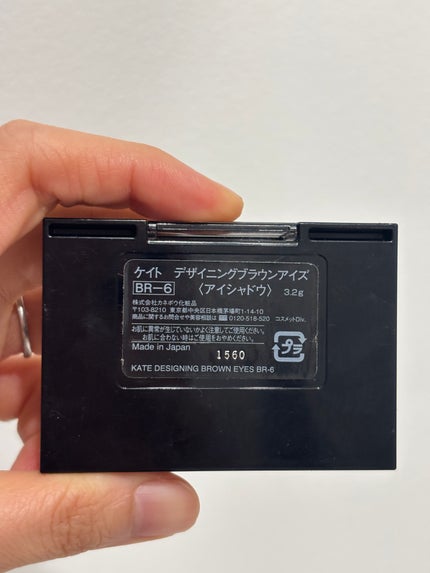 ケイト デザイニングブラウンアイズ
BR-6 〈アイシャドウ〉 3.2g
株式会社カネボウ化粧品
〒103-8210 東京都中央区日本橋茅場町1-14-10
商品に関するお問合せや美容相談は 0120-518-520 コスメットDiv.
お肌に異常が生じていないかよく注意してご使用ください。
お肌に合わない時はご使用をおやめください。
Made in Japan 1560 プラ
KATE DESIGNING BROWN EYES BR-6